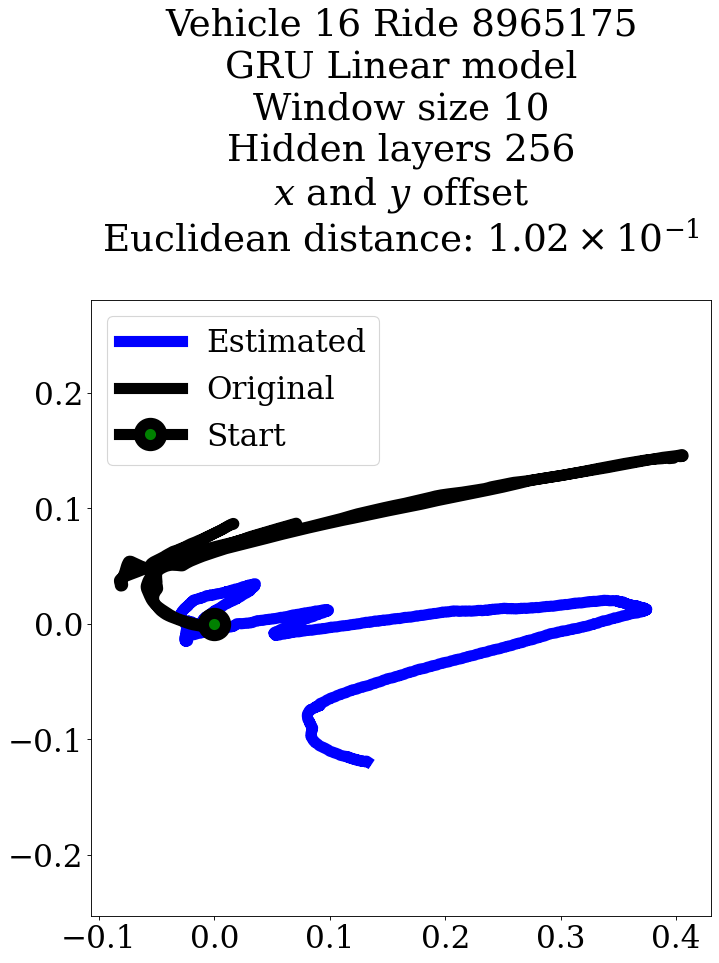 Vehicle 16 Ride 8965175
GRU Linear model
Window size 10
Hidden layers 256
x and y offset
Euclidean distance: 1.02 × 10⁻¹
Estimated
Original
Start
0.2
0.1
0.0
−0.1
−0.2
−0.1 0.0 0.1 0.2 0.3 0.4